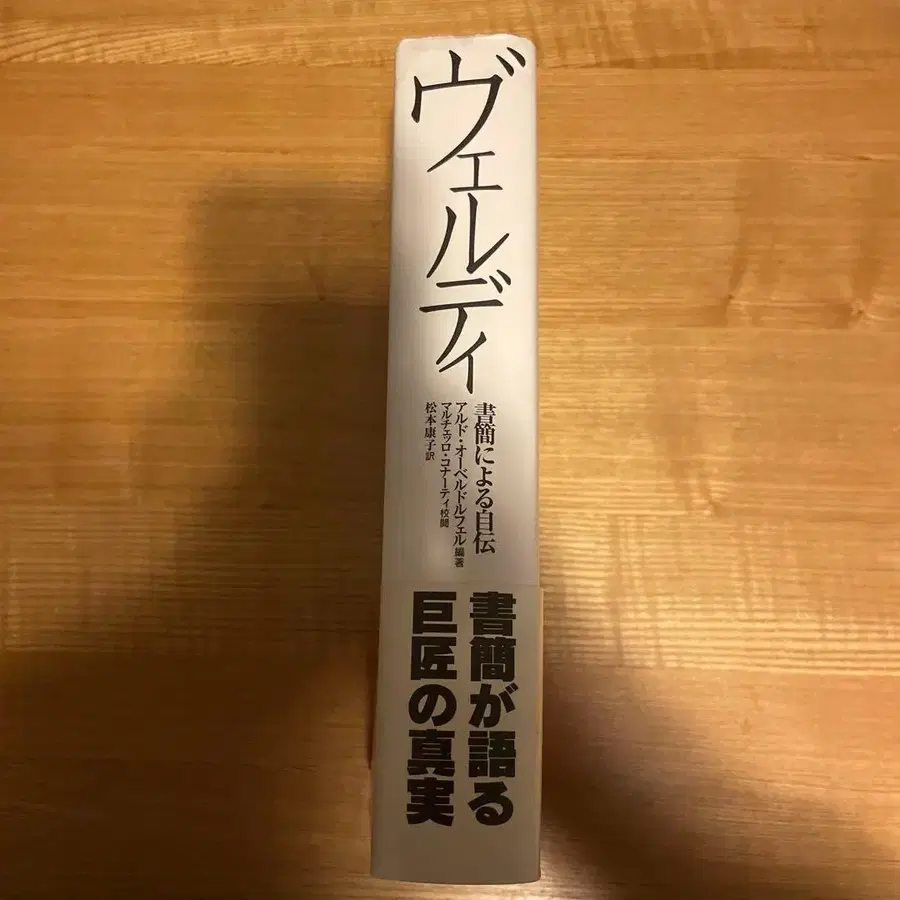 ヴェルディ
書簡による自伝
アルド・オーベルドルフェル 編著
マルチェッロ・コナーティ 校閲
松本康子 訳
書簡が語る
巨匠の真実